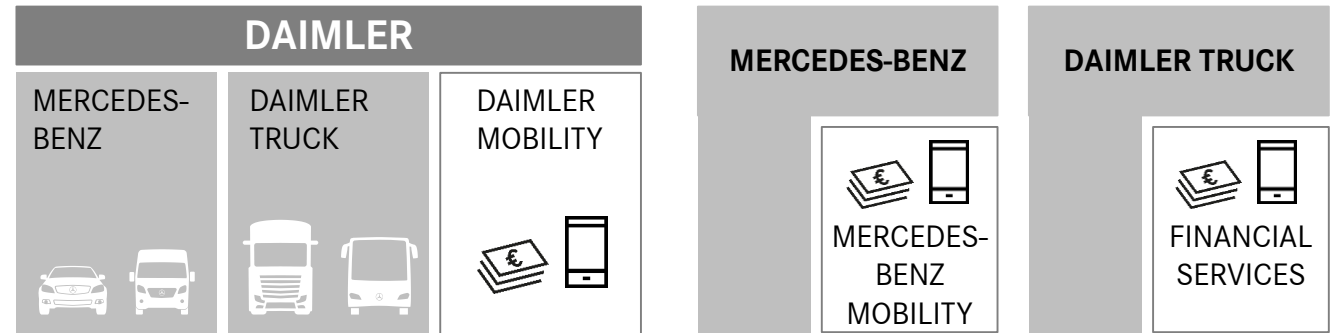 DAIMLER
MERCEDES-
BENZ
DAIMLER
TRUCK
DAIMLER
MOBILITY
€
MERCEDES-BENZ
€
MERCEDES-
BENZ
MOBILITY
DAIMLER TRUCK
€
FINANCIAL
SERVICES